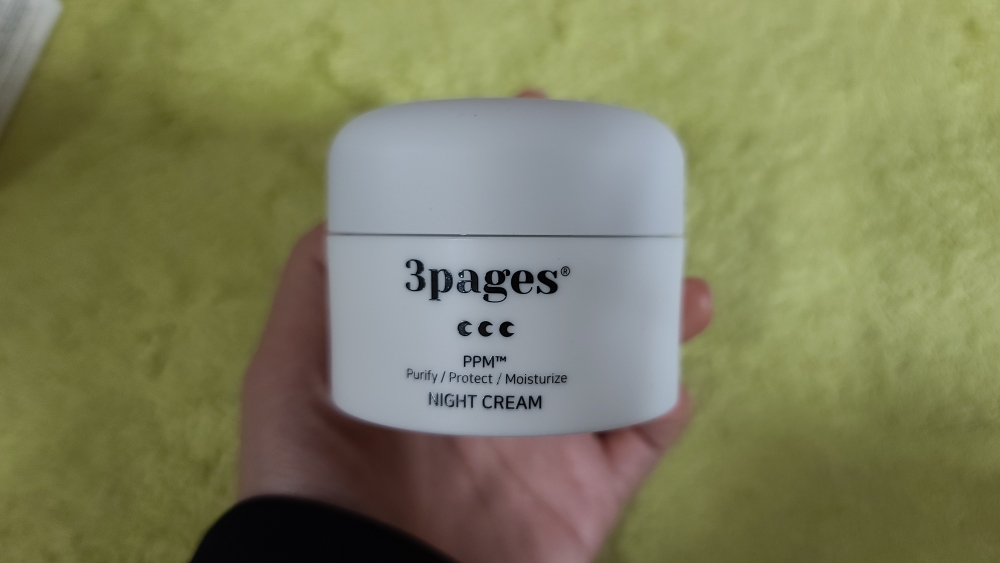 3pages®
PPM™
Purify / Protect / Moisturize
NIGHT CREAM